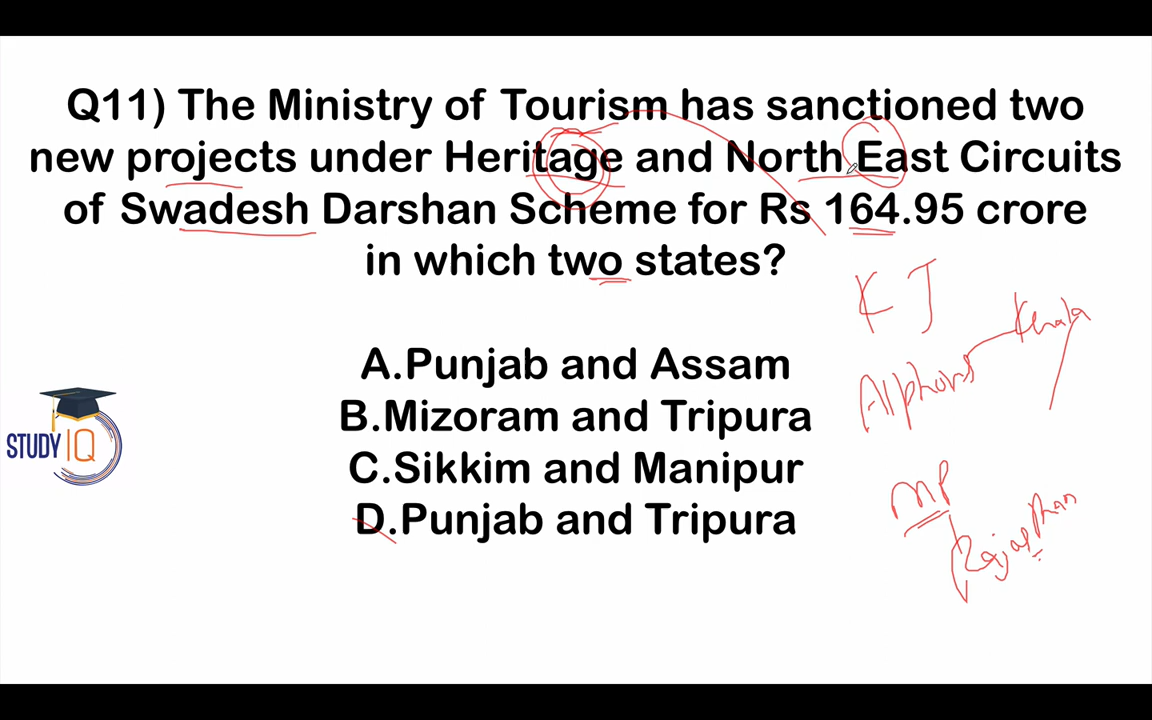 Q11) The Ministry of Tourism has sanctioned two
new projects under Heritage and North East Circuits
of Swadesh Darshan Scheme for Rs 164.95 crore
in which two states?
K J
Kerala
Alphons
A.Punjab and Assam
B.Mizoram and Tripura
STUDY IQ
C.Sikkim and Manipur
MP
D.Punjab and Tripura
Rajasthan